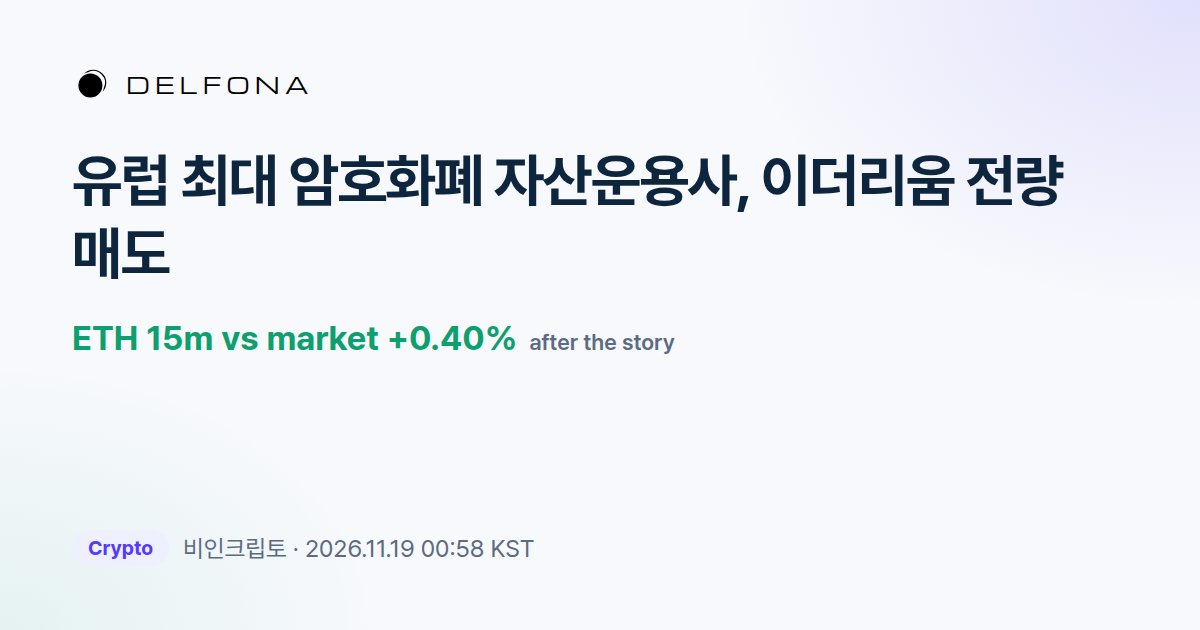 DELFONA
유럽 최대 암호화폐 자산운용사, 이더리움 전량
매도
ETH 15m vs market +0.40% after the story
Crypto 비인크립토 · 2026.11.19 00:58 KST